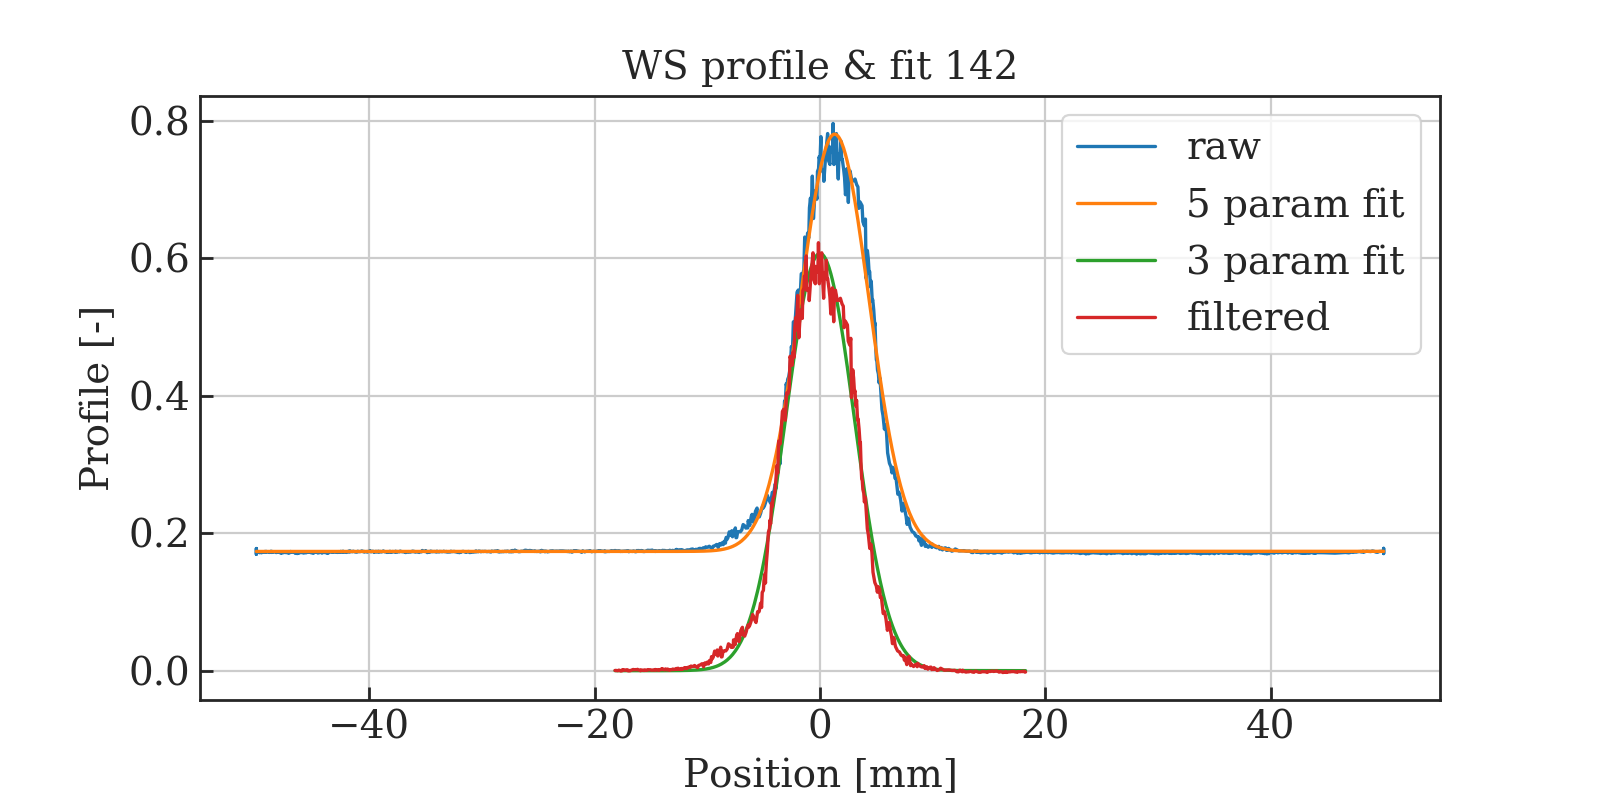 WS profile & fit 142
0.8
0.6
0.4
0.2
0.0
Profile [-]
raw
5 param fit
3 param fit
filtered
−40
−20
0
20
40
Position [mm]